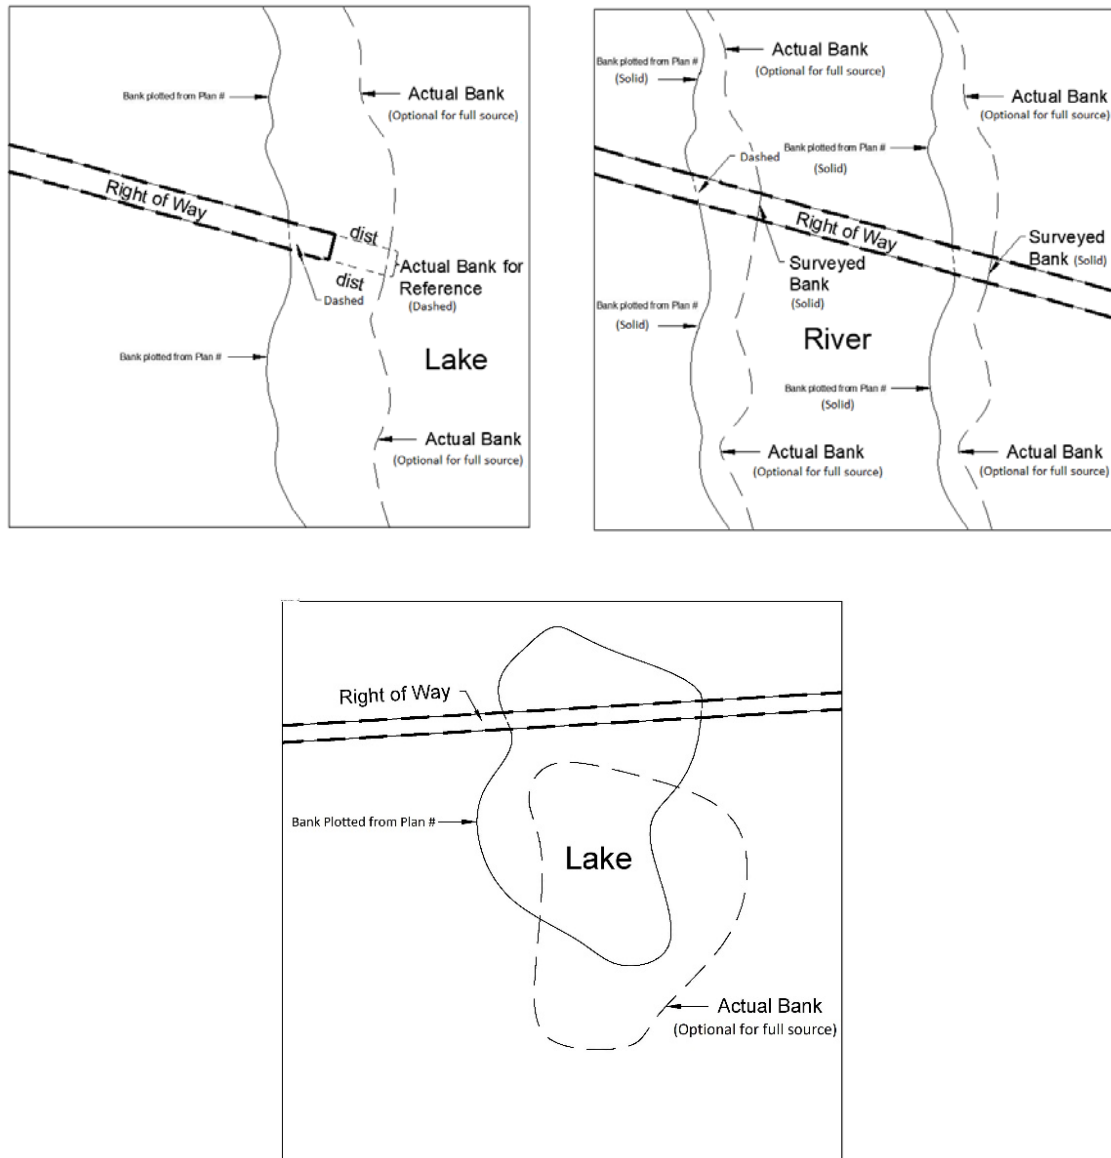 Bank plotted from Plan #
Actual Bank
(Optional for full source)
Right of Way
dist
Actual Bank for
Reference
(Dashed)
dist
Dashed
Bank plotted from Plan #
Lake
Actual Bank
(Optional for full source)
Actual Bank
(Optional for full source)
Bank plotted from Plan #
(Solid)
Actual Bank
(Optional for full source)
Dashed
Bank plotted from Plan #
(Solid)
Right of Way
Surveyed
Bank (Solid)
Surveyed
Bank
(Solid)
Bank plotted from Plan #
(Solid)
River
Bank plotted from Plan #
(Solid)
Actual Bank
(Optional for full source)
Actual Bank
(Optional for full source)
Right of Way
Bank Plotted from Plan #
Lake
Actual Bank
(Optional for full source)